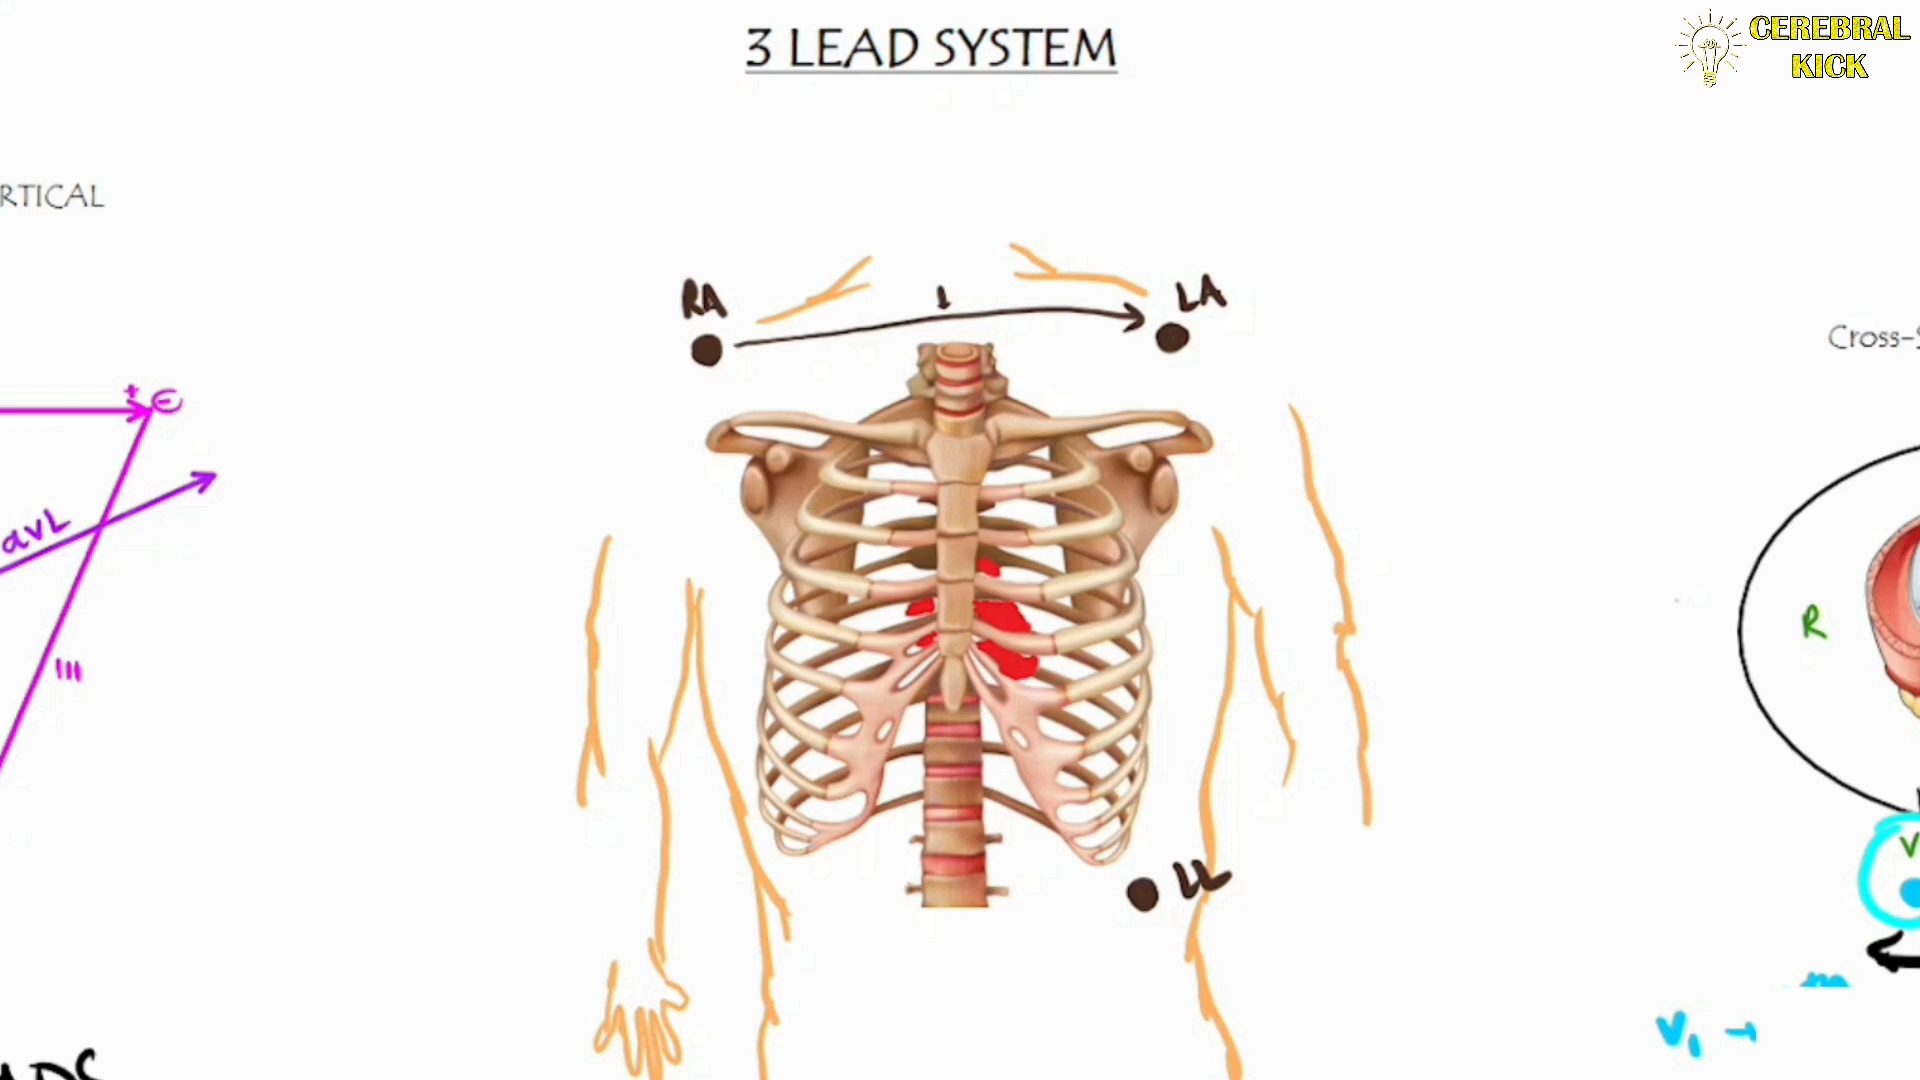 3 LEAD SYSTEM
CEREBRAL
KICK
RTICAL
RA
I
LA
Cross-S
+
avL
III
R
V
LL
V1